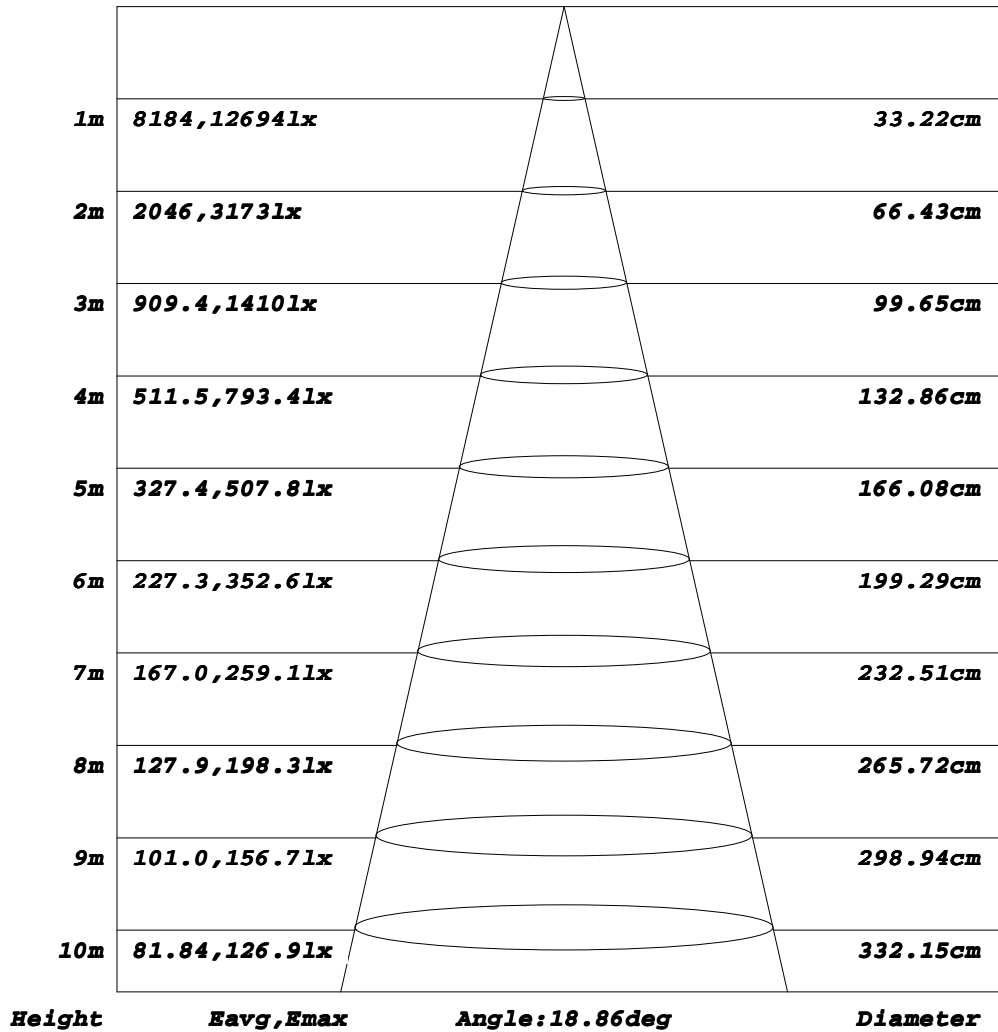 1m 8184,12694lx 33.22cm
2m 2046,3173lx 66.43cm
3m 909.4,1410lx 99.65cm
4m 511.5,793.4lx 132.86cm
5m 327.4,507.8lx 166.08cm
6m 227.3,352.6lx 199.29cm
7m 167.0,259.1lx 232.51cm
8m 127.9,198.3lx 265.72cm
9m 101.0,156.7lx 298.94cm
10m 81.84,126.9lx 332.15cm
Height Eavg,Emax Angle:18.86deg Diameter